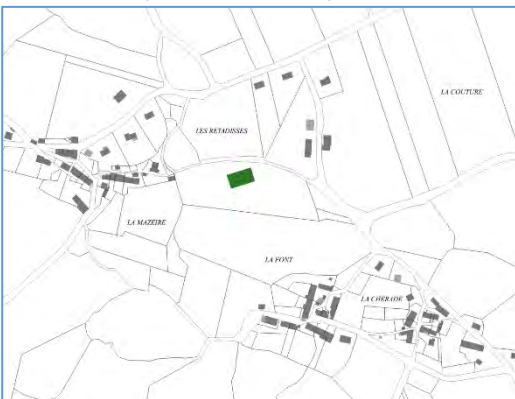 LA COUTURE
LES RETADISSES
LA MAZEIRE
LA FONT
LA CHERADE